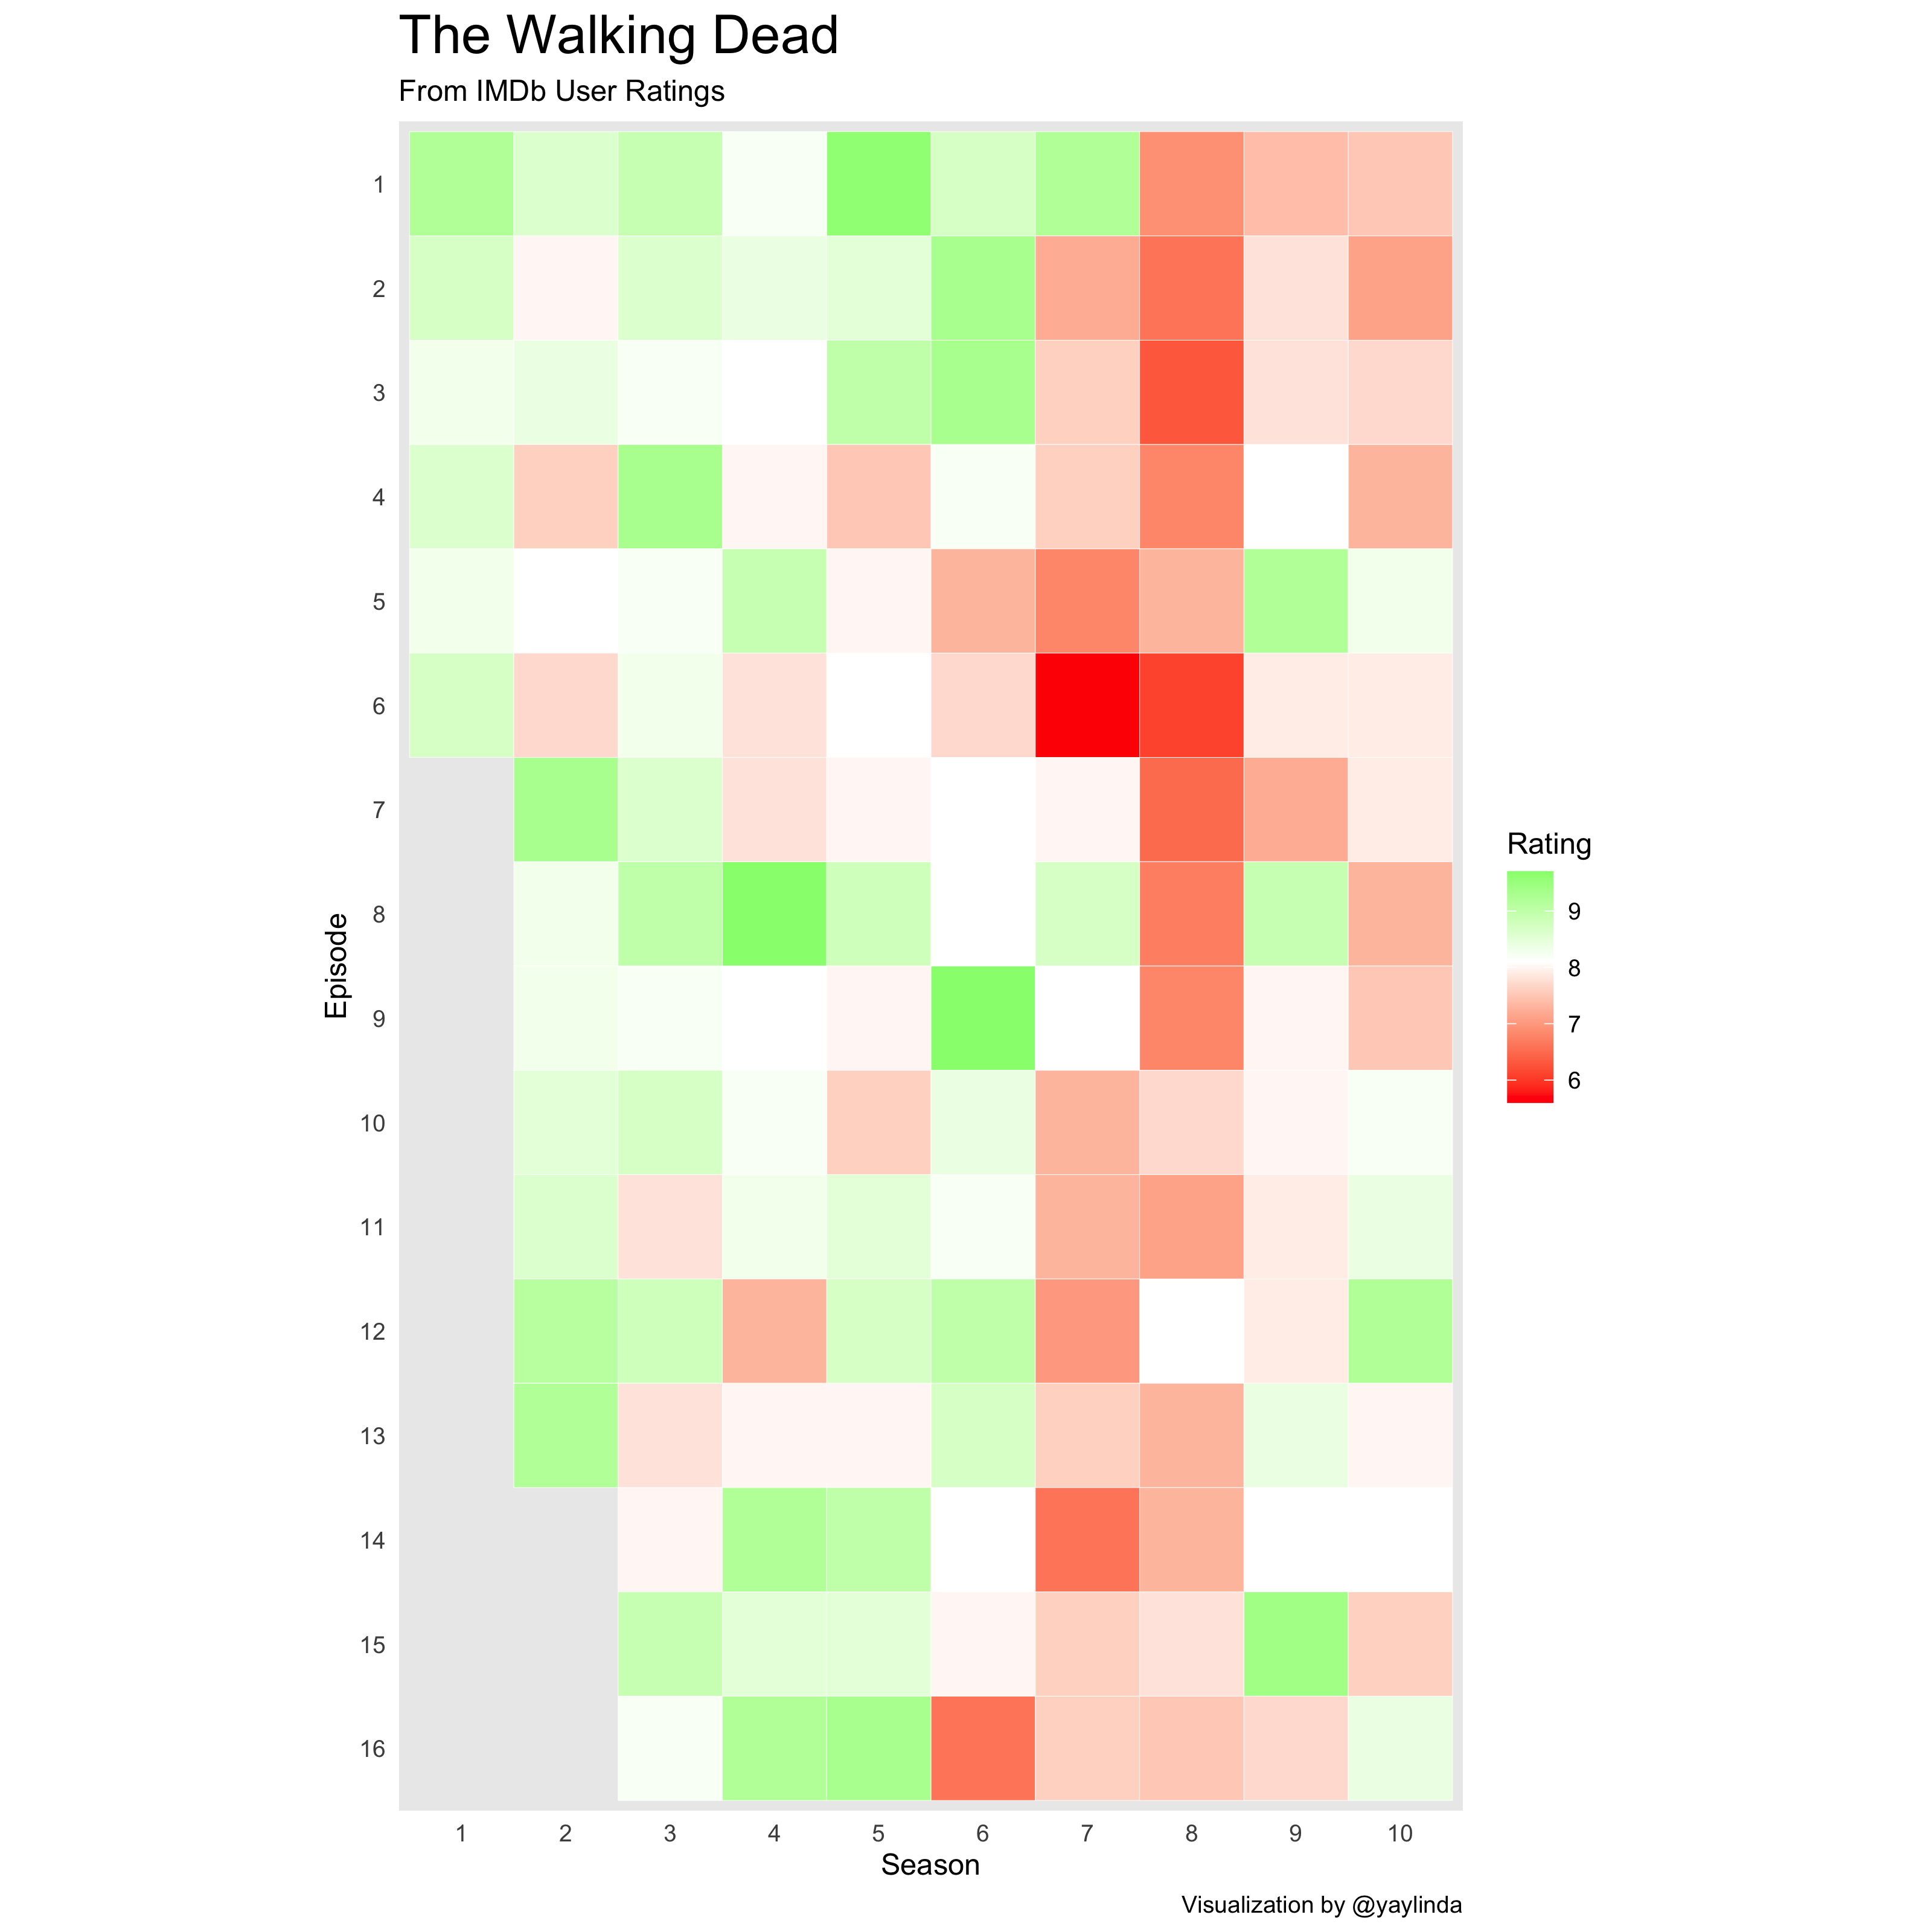 The Walking Dead
From IMDb User Ratings
1
2
3
4
5
6
7
8
9
10
11
12
13
14
15
16
Episode
1 2 3 4 5 6 7 8 9 10
Season
Rating
9
8
7
6
Visualization by @yaylinda